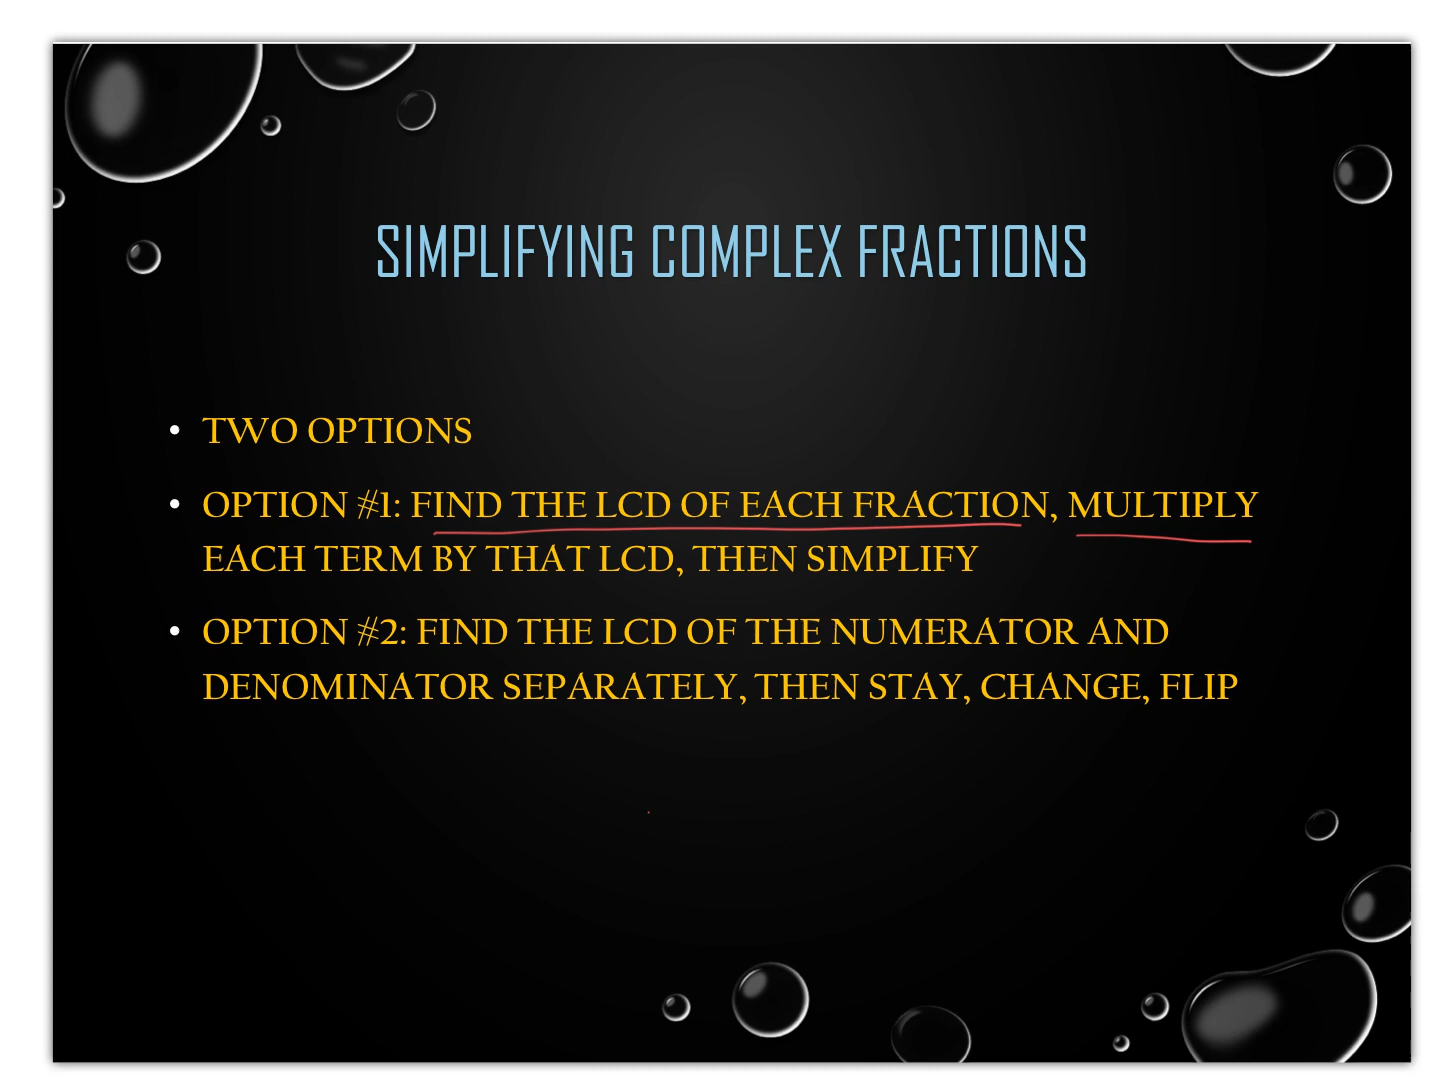 SIMPLIFYING COMPLEX FRACTIONS
• TWO OPTIONS
• OPTION #1: FIND THE LCD OF EACH FRACTION, MULTIPLY
EACH TERM BY THAT LCD, THEN SIMPLIFY
• OPTION #2: FIND THE LCD OF THE NUMERATOR AND
DENOMINATOR SEPARATELY, THEN STAY, CHANGE, FLIP